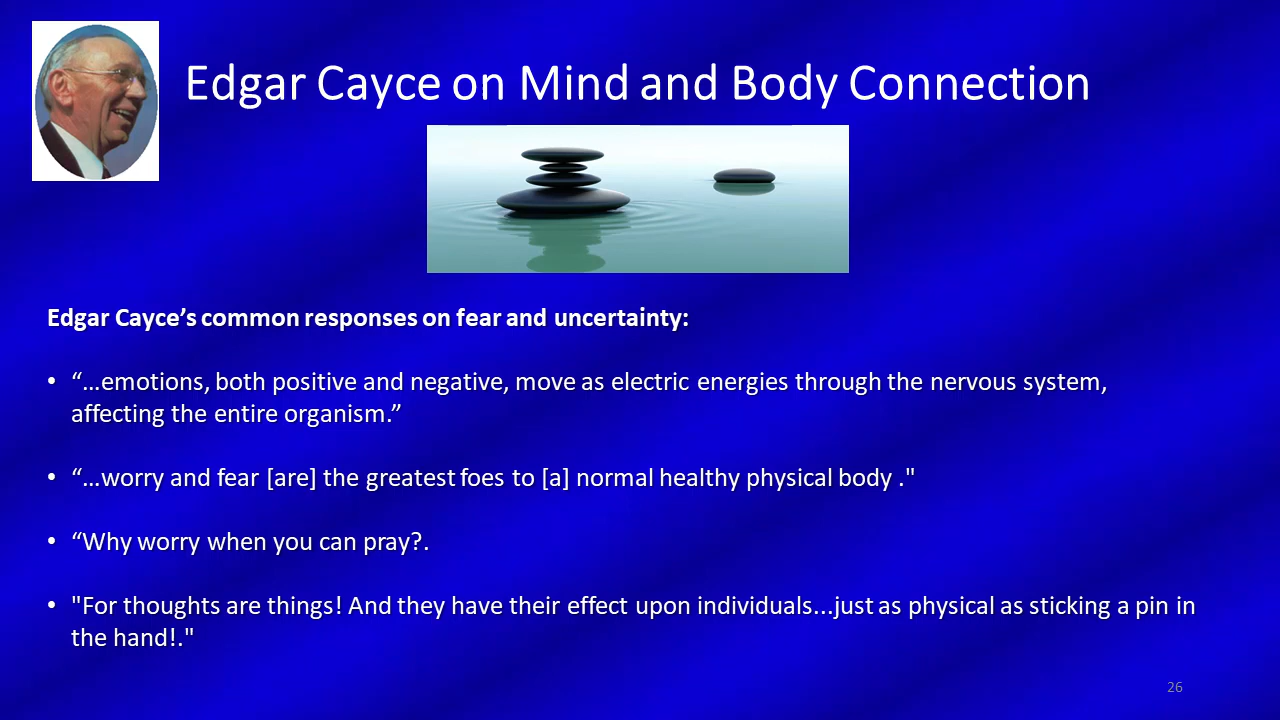 Edgar Cayce on Mind and Body Connection
Edgar Cayce’s common responses on fear and uncertainty:
• “…emotions, both positive and negative, move as electric energies through the nervous system,
affecting the entire organism.”
• “…worry and fear [are] the greatest foes to [a] normal healthy physical body ."
• “Why worry when you can pray?.
• "For thoughts are things! And they have their effect upon individuals...just as physical as sticking a pin in
the hand!."
26